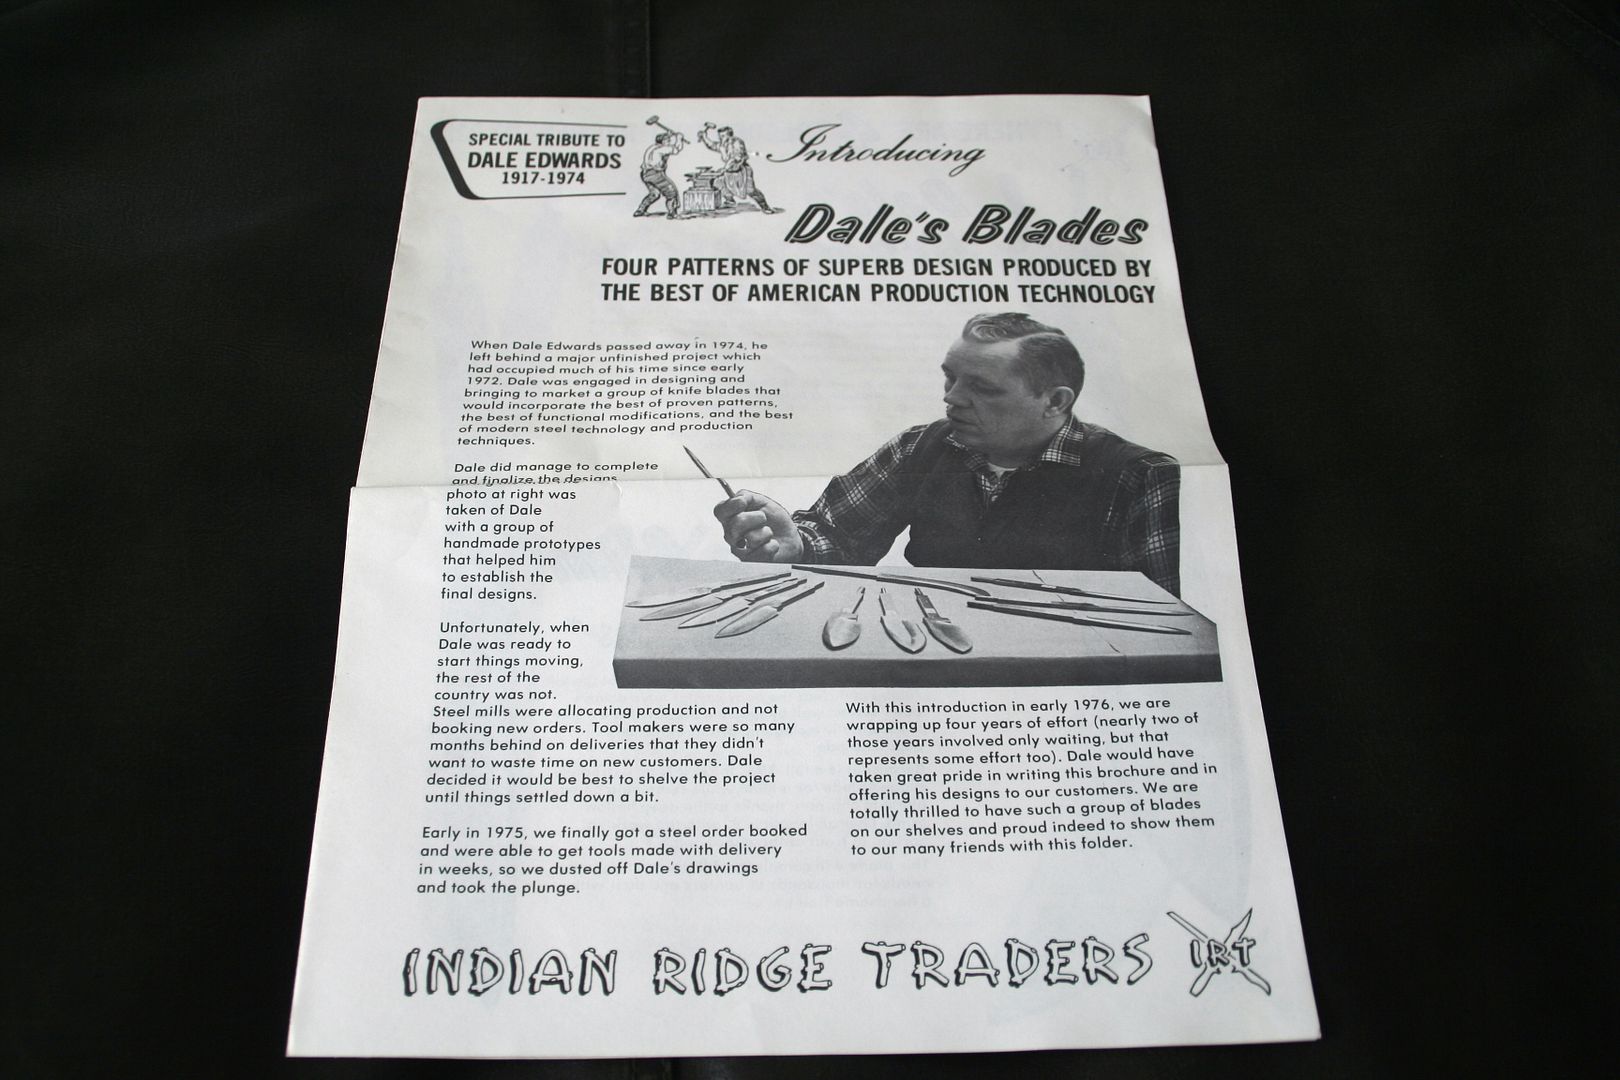 SPECIAL TRIBUTE TO
DALE EDWARDS
1917-1974
Introducing
Dale's Blades
FOUR PATTERNS OF SUPERB DESIGN PRODUCED BY
THE BEST OF AMERICAN PRODUCTION TECHNOLOGY
When Dale Edwards passed away in 1974, he
left behind a major unfinished project which
had occupied much of his time since early
1972. Dale was engaged in designing and
bringing to market a group of knife blades that
would incorporate the best of proven patterns,
the best of functional modifications, and the best
of modern steel technology and production
techniques.
Dale did manage to complete
and finalize the designs
photo at right was
taken of Dale
with a group of
handmade prototypes
that helped him
to establish the
final designs.
Unfortunately, when
Dale was ready to
start things moving,
the rest of the
country was not.
Steel mills were allocating production and not
booking new orders. Tool makers were so many
months behind on deliveries that they didn't
want to waste time on new customers. Dale
decided it would be best to shelve the project
until things settled down a bit.
Early in 1975, we finally got a steel order booked
and were able to get tools made with delivery
in weeks, so we dusted off Dale's drawings
and took the plunge.
With this introduction in early 1976, we are
wrapping up four years of effort (nearly two of
those years involved only waiting, but that
represents some effort too). Dale would have
taken great pride in writing this brochure and in
offering his designs to our customers. We are
totally thrilled to have such a group of blades
on our shelves and proud indeed to show them
to our many friends with this folder.
INDIAN RIDGE TRADERS
IRT